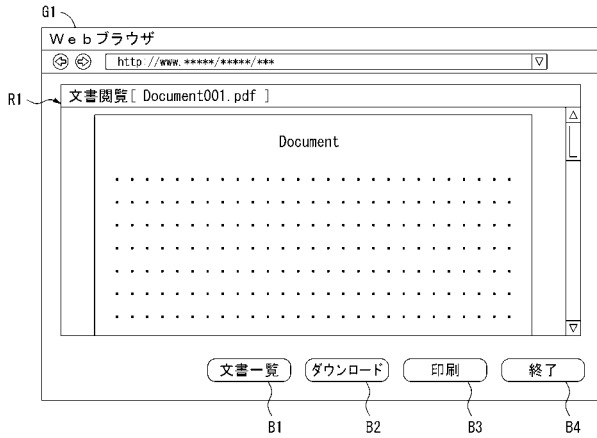 G1
Webブラウザ
http://www.*****/*****/***
R1
文書閲覧[ Document001.pdf ]
Document
文書一覧 ダウンロード 印刷 終了
B1 B2 B3 B4